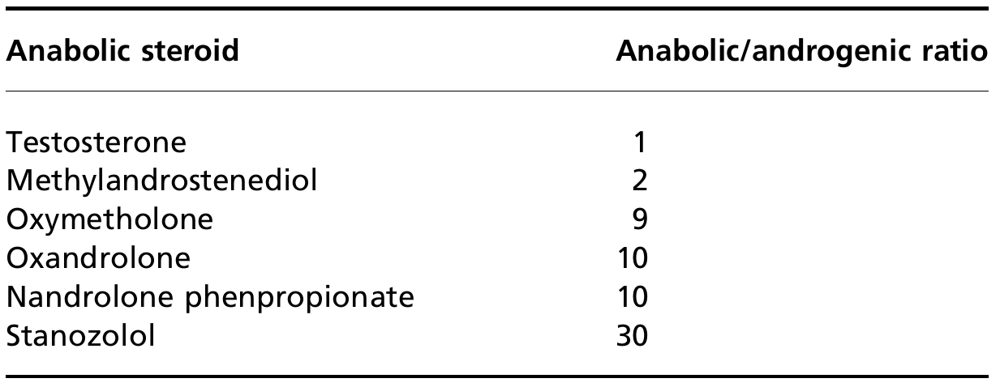 Anabolic steroid Anabolic/androgenic ratio
Testosterone 1
Methylandrostenediol 2
Oxymetholone 9
Oxandrolone 10
Nandrolone phenpropionate 10
Stanozolol 30